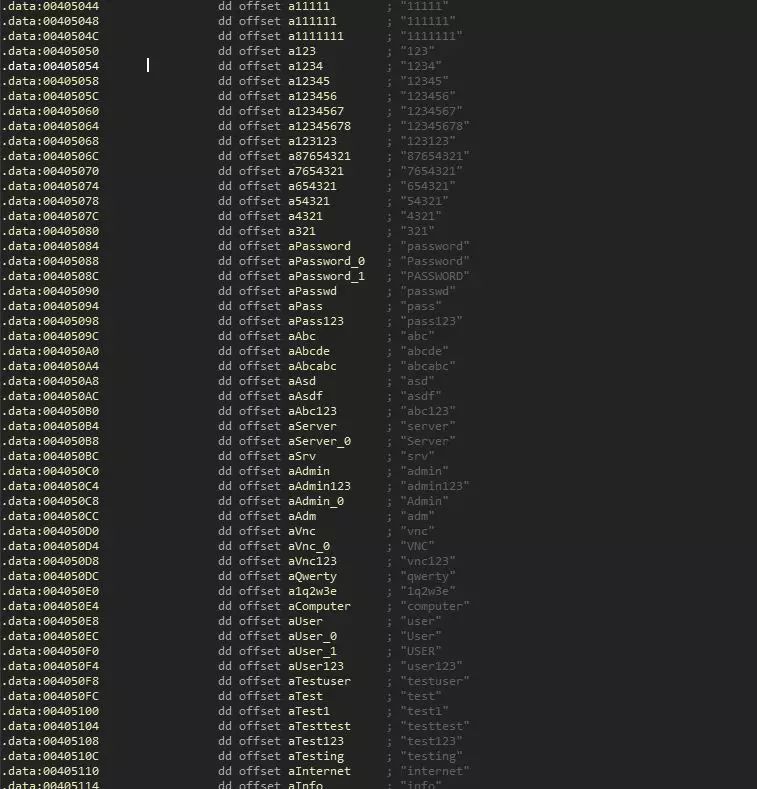 .data:00405044 dd offset a11111 ; "11111"
.data:00405048 dd offset a111111 ; "111111"
.data:0040504C dd offset a1111111 ; "1111111"
.data:00405050 dd offset a123 ; "123"
.data:00405054 dd offset a1234 ; "1234"
.data:00405058 dd offset a12345 ; "12345"
.data:0040505C dd offset a123456 ; "123456"
.data:00405060 dd offset a1234567 ; "1234567"
.data:00405064 dd offset a12345678 ; "12345678"
.data:00405068 dd offset a123123 ; "123123"
.data:0040506C dd offset a87654321 ; "87654321"
.data:00405070 dd offset a7654321 ; "7654321"
.data:00405074 dd offset a654321 ; "654321"
.data:00405078 dd offset a54321 ; "54321"
.data:0040507C dd offset a4321 ; "4321"
.data:00405080 dd offset a321 ; "321"
.data:00405084 dd offset aPassword ; "password"
.data:00405088 dd offset aPassword_0 ; "Password"
.data:0040508C dd offset aPassword_1 ; "PASSWORD"
.data:00405090 dd offset aPasswd ; "passwd"
.data:00405094 dd offset aPass ; "pass"
.data:00405098 dd offset aPass123 ; "pass123"
.data:0040509C dd offset aAbc ; "abc"
.data:004050A0 dd offset aAbcde ; "abcde"
.data:004050A4 dd offset aAbcabc ; "abcabc"
.data:004050A8 dd offset aAsd ; "asd"
.data:004050AC dd offset aAsdf ; "asdf"
.data:004050B0 dd offset aAbc123 ; "abc123"
.data:004050B4 dd offset aServer ; "server"
.data:004050B8 dd offset aServer_0 ; "Server"
.data:004050BC dd offset aSrv ; "srv"
.data:004050C0 dd offset aAdmin ; "admin"
.data:004050C4 dd offset aAdmin123 ; "admin123"
.data:004050C8 dd offset aAdmin_0 ; "Admin"
.data:004050CC dd offset aAdm ; "adm"
.data:004050D0 dd offset aVnc ; "vnc"
.data:004050D4 dd offset aVnc_0 ; "VNC"
.data:004050D8 dd offset aVnc123 ; "vnc123"
.data:004050DC dd offset aQwerty ; "qwerty"
.data:004050E0 dd offset a1q2w3e ; "1q2w3e"
.data:004050E4 dd offset aComputer ; "computer"
.data:004050E8 dd offset aUser ; "user"
.data:004050EC dd offset aUser_0 ; "User"
.data:004050F0 dd offset aUser_1 ; "USER"
.data:004050F4 dd offset aUser123 ; "user123"
.data:004050F8 dd offset aTestuser ; "testuser"
.data:004050FC dd offset aTest ; "test"
.data:00405100 dd offset aTest1 ; "test1"
.data:00405104 dd offset aTesttest ; "testtest"
.data:00405108 dd offset aTest123 ; "test123"
.data:0040510C dd offset aTesting ; "testing"
.data:00405110 dd offset aInternet ; "internet"
.data:00405114 dd offset aInfo ; "info"